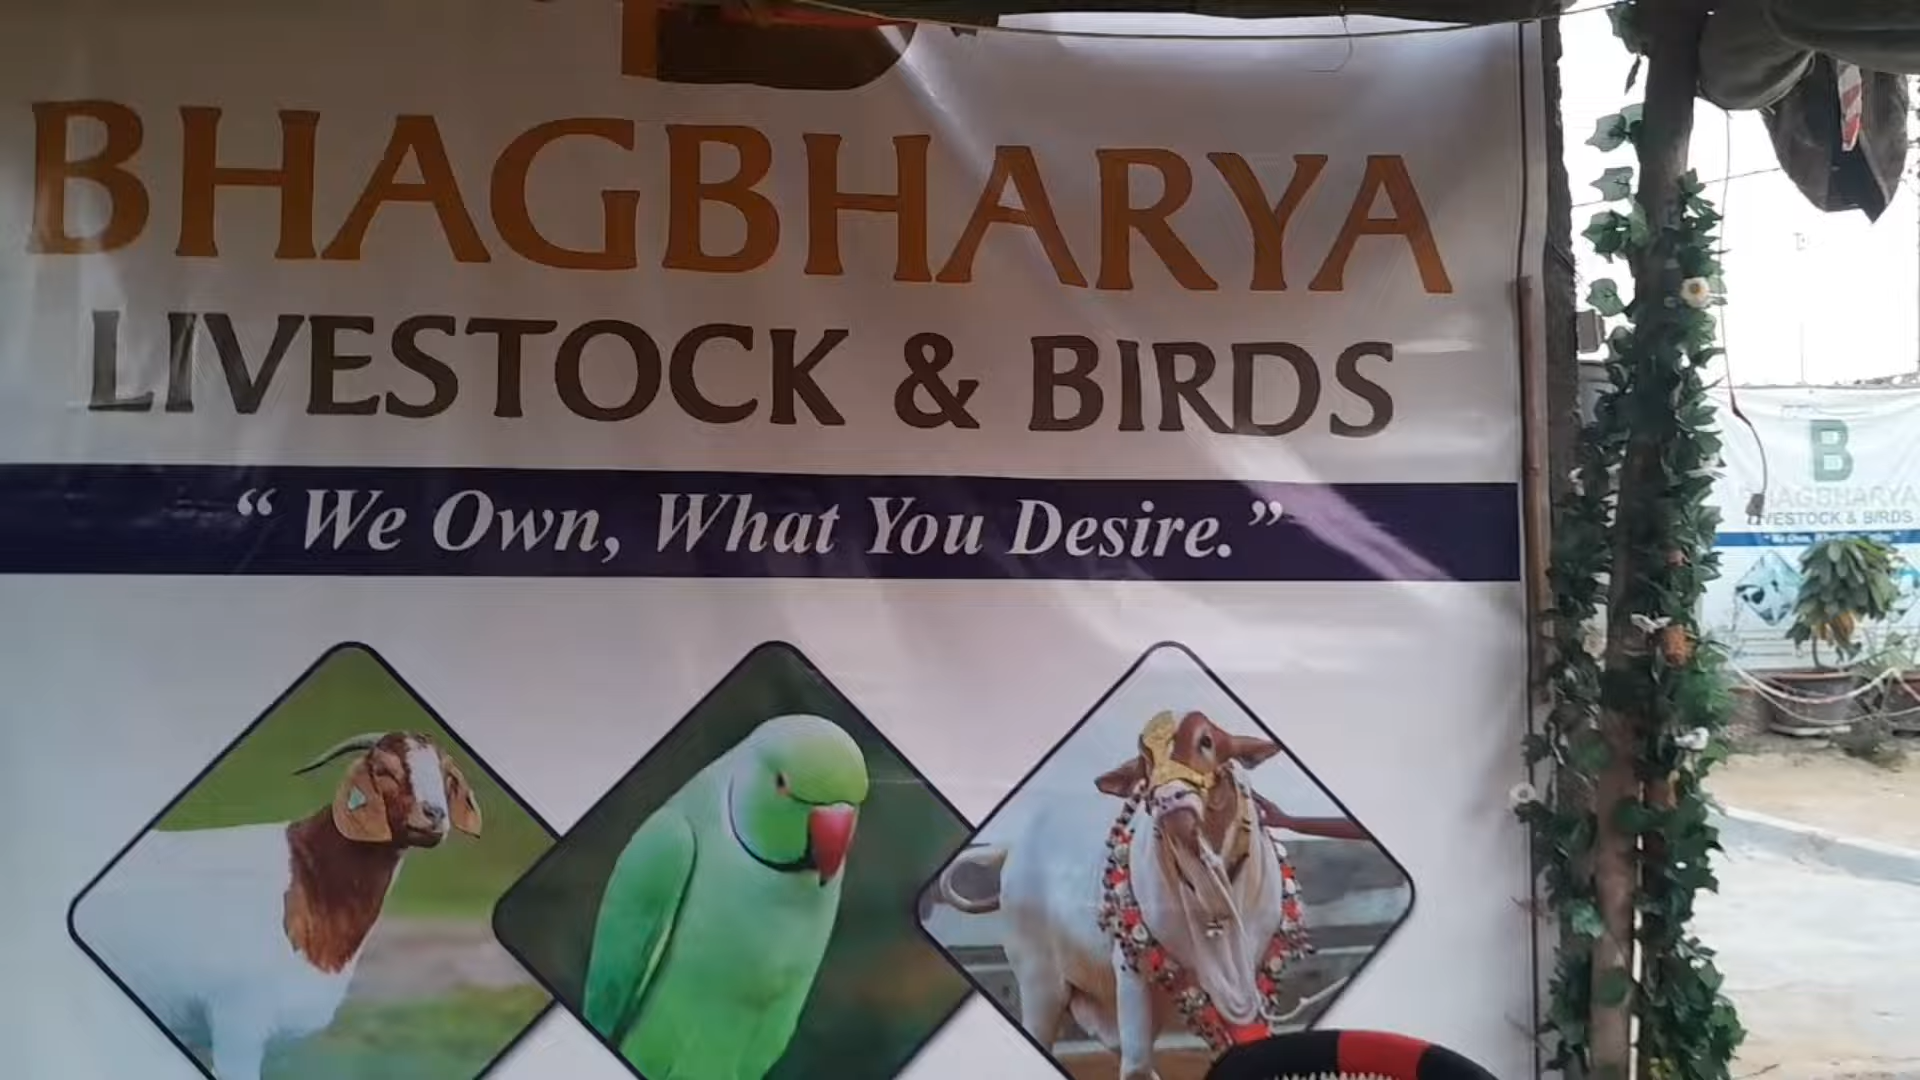 BHAGBHARYA
LIVESTOCK & BIRDS
“ We Own, What You Desire.”
B
BHAGBHARYA
LIVESTOCK & BIRDS